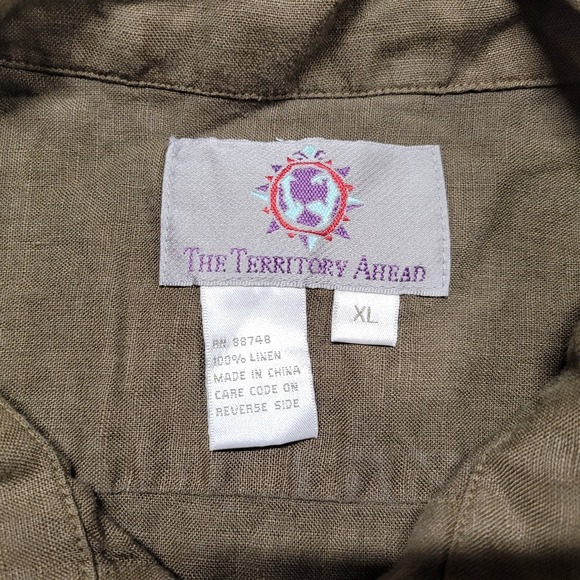 THE TERRITORY AHEAD
XL
RN 88748
100% LINEN
MADE IN CHINA
CARE CODE ON
REVERSE SIDE